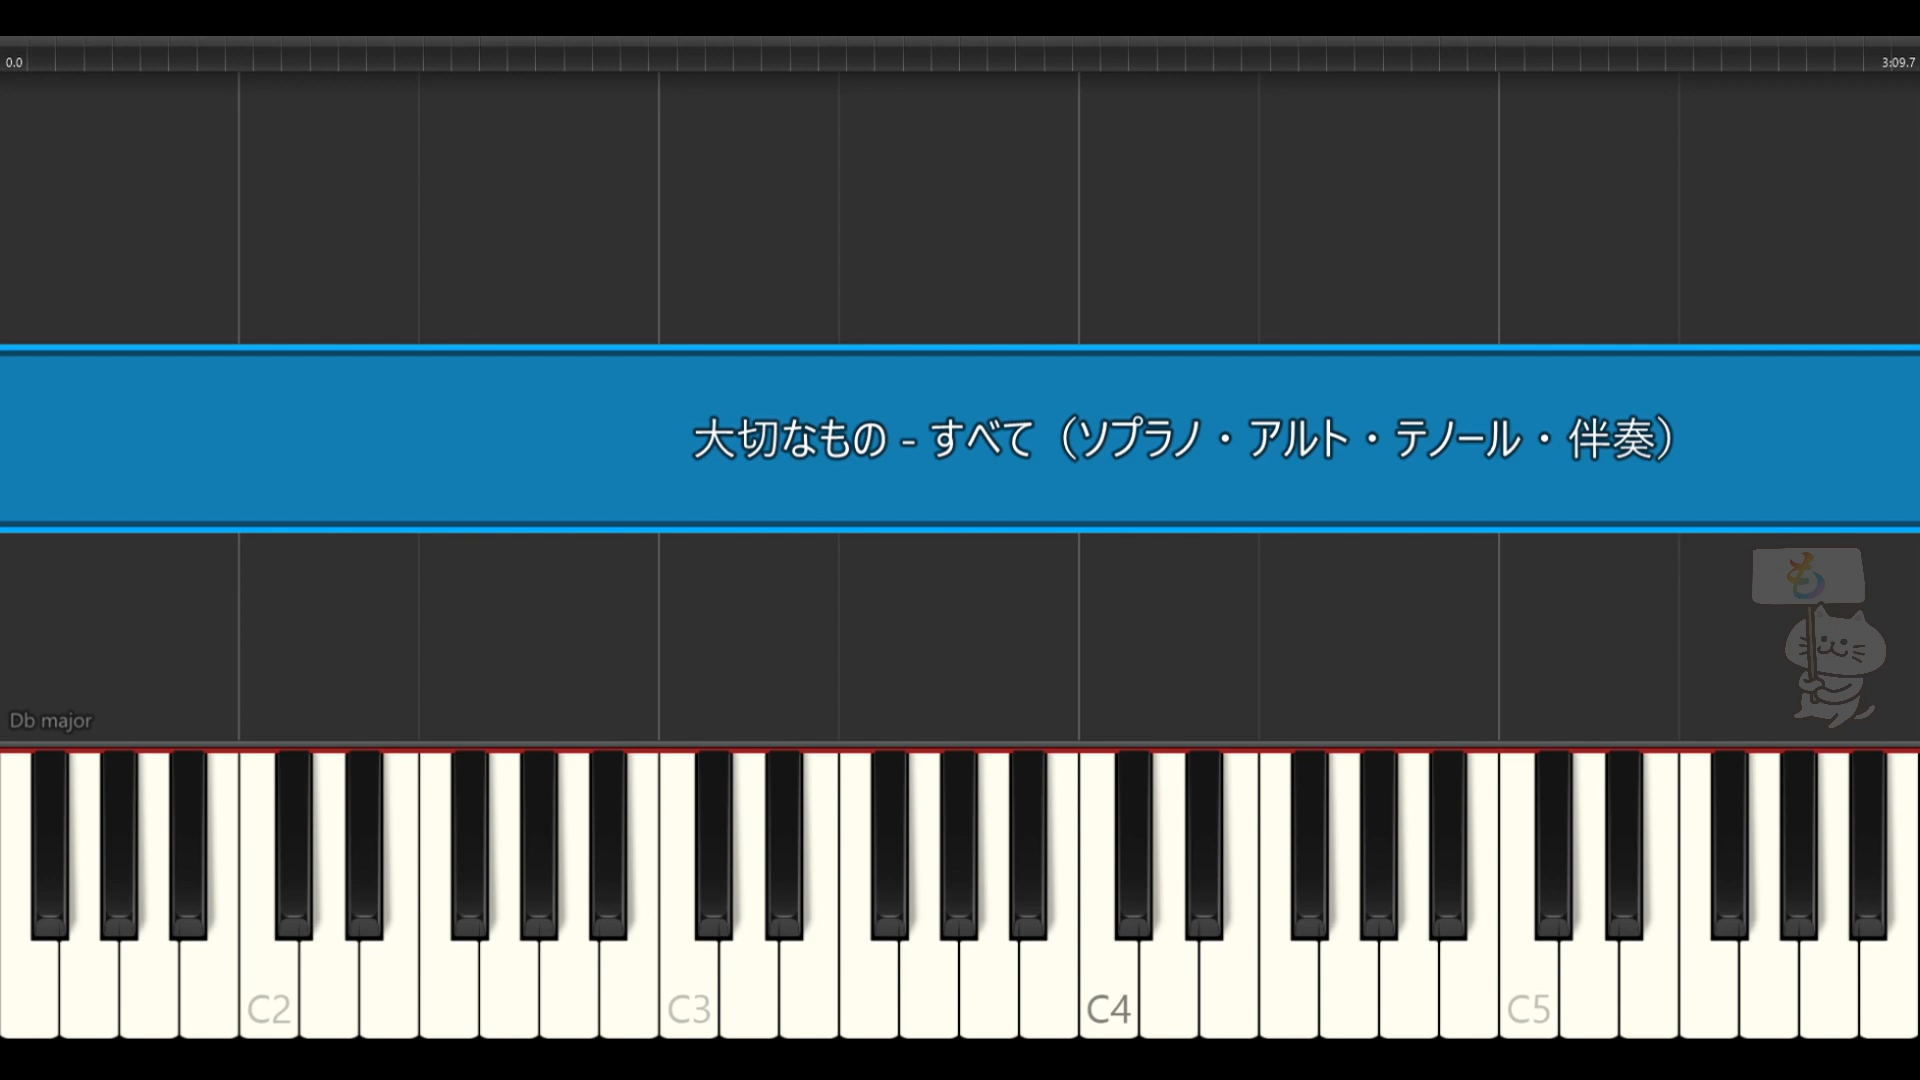 0.0
3:09.7
大切なもの - すべて（ソプラノ・アルト・テノール・伴奏）
も
Db major
C2
C3
C4
C5